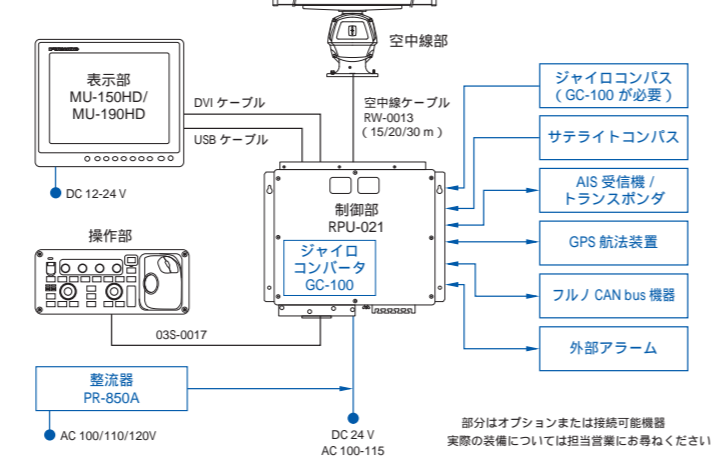 空中線部
表示部
MU-150HD/
MU-190HD
DVI ケーブル
USB ケーブル
空中線ケーブル
RW-0013
( 15/20/30 m )
DC 12-24 V
制御部
RPU-021
ジャイロ
コンバータ
GC-100
操作部
03S-0017
整流器
PR-850A
AC 100/110/120V
DC 24 V
AC 100-115
ジャイロコンパス
( GC-100 が必要 )
サテライトコンパス
AIS 受信機 /
トランスポンダ
GPS 航法装置
フルノ CAN bus 機器
外部アラーム
部分はオプションまたは接続可能機器
実際の装備については担当営業にお尋ねください